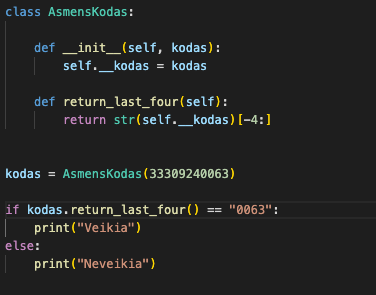 class AsmensKodas:
def __init__(self, kodas):
self.__kodas = kodas
def return_last_four(self):
return str(self.__kodas)[-4:]
kodas = AsmensKodas(33309240063)
if kodas.return_last_four() == "0063":
print("Veikia")
else:
print("Neveikia")